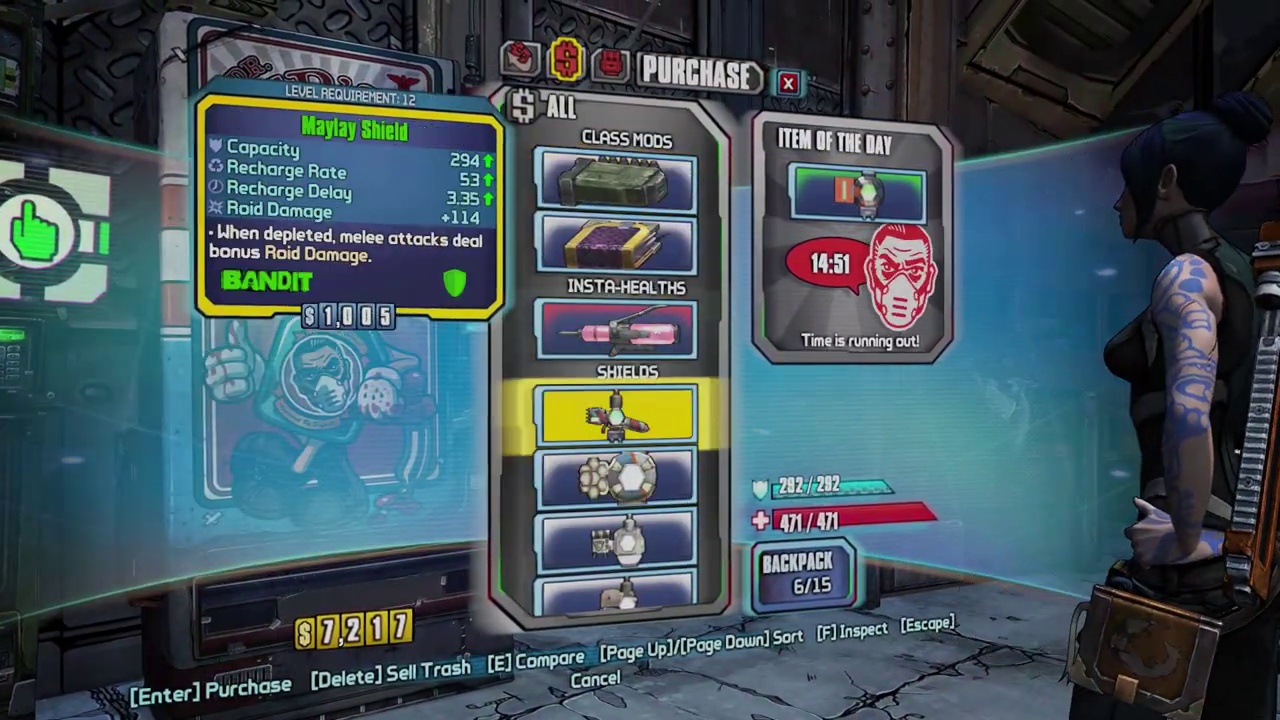 PURCHASE
LEVEL REQUIREMENT: 12
Maylay Shield
Capacity 294
Recharge Rate 53
Recharge Delay 3.35
Roid Damage +114
• When depleted, melee attacks deal
bonus Roid Damage.
BANDIT
$1,005
$ ALL
CLASS MODS
INSTA-HEALTHS
SHIELDS
ITEM OF THE DAY
14:51
Time is running out!
292 / 292
471 / 471
BACKPACK
6/15
$7,217
[Enter] Purchase [Delete] Sell Trash [E] Compare [Page Up]/[Page Down] Sort [F] Inspect [Escape]
Cancel